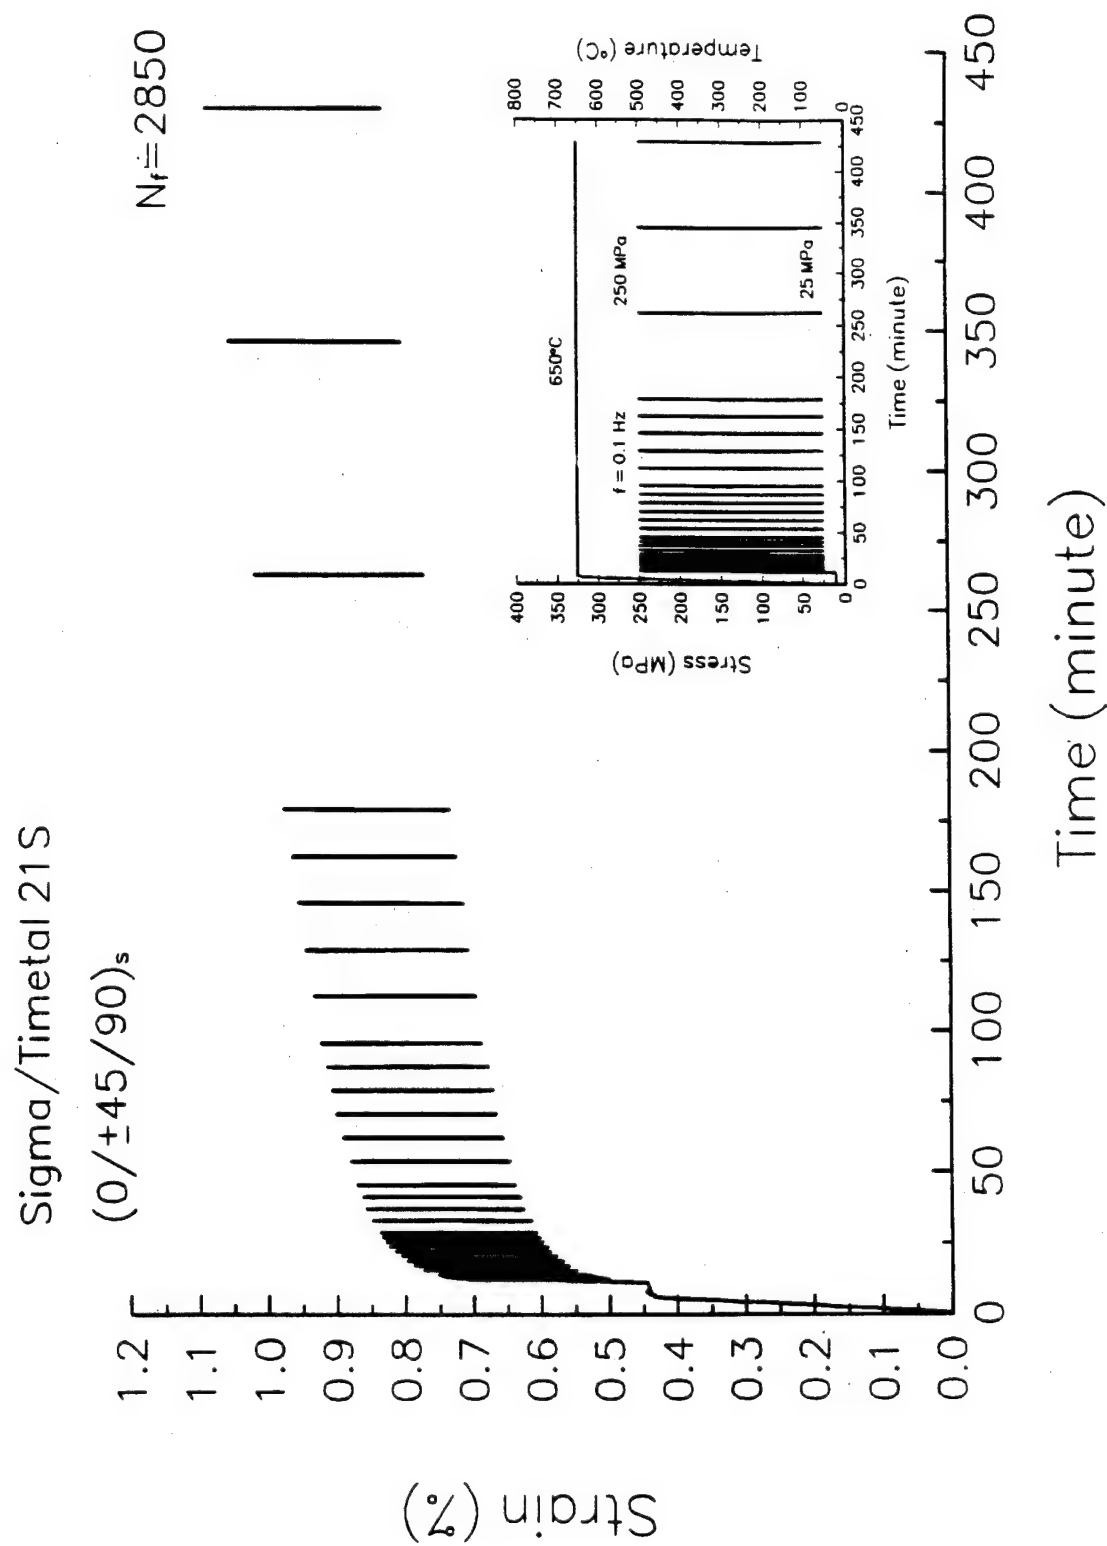 Sigma/Timetal 21S
(0/±45/90)s
Nf=2850
Strain (%)
1.2
1.1
1.0
0.9
0.8
0.7
0.6
0.5
0.4
0.3
0.2
0.1
0.0
0 50 100 150 200 250 300 350 400 450
Time (minute)
Stress (MPa)
400
350
300
250
200
150
100
50
0
650°C
f = 0.1 Hz
250 MPa
25 MPa
0 50 100 150 200 250 300 350 400 450
Time (minute)
800
700
600
500
400
300
200
100
0
Temperature (°C)